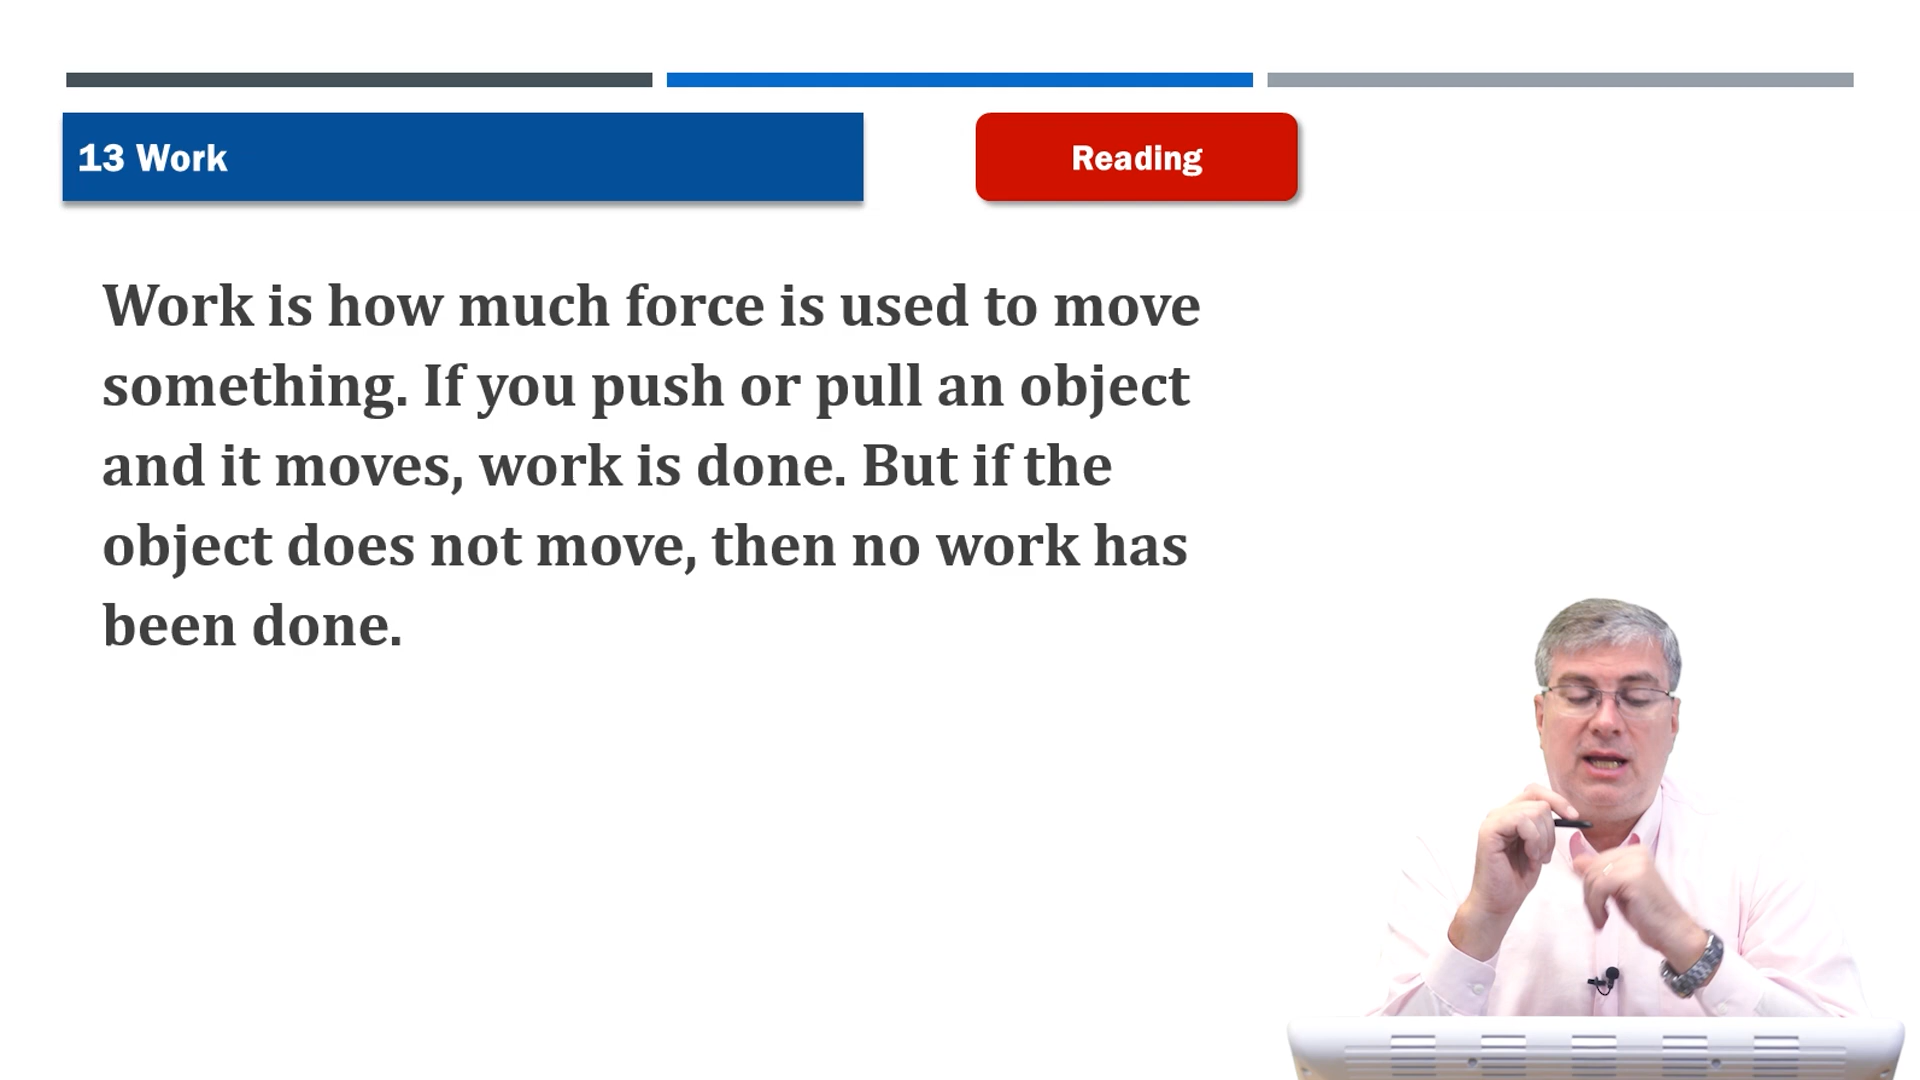 13 Work
Reading
Work is how much force is used to move
something. If you push or pull an object
and it moves, work is done. But if the
object does not move, then no work has
been done.